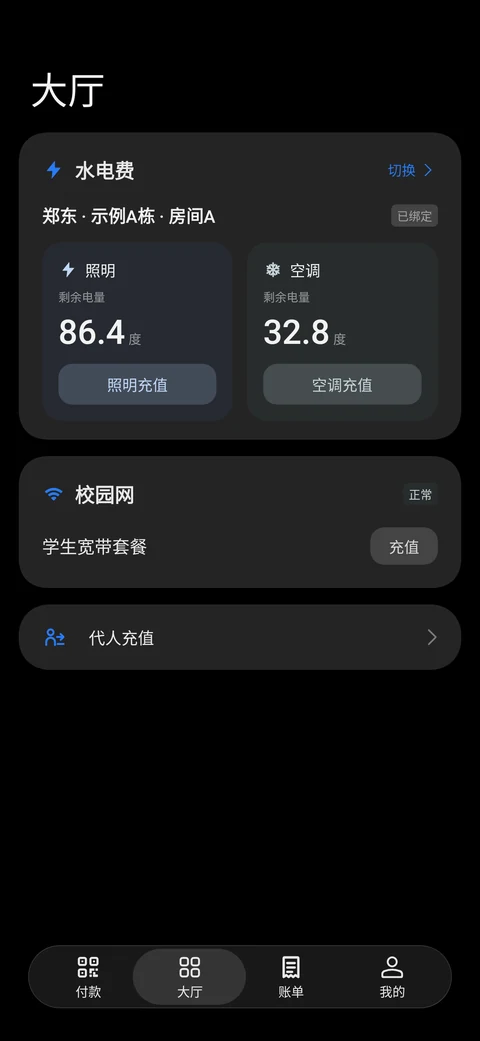 大厅
水电费
切换
郑东 · 示例A栋 · 房间A
已绑定
照明
剩余电量
86.4 度
照明充值
空调
剩余电量
32.8 度
空调充值
校园网
正常
学生宽带套餐
充值
代人充值
付款
大厅
账单
我的